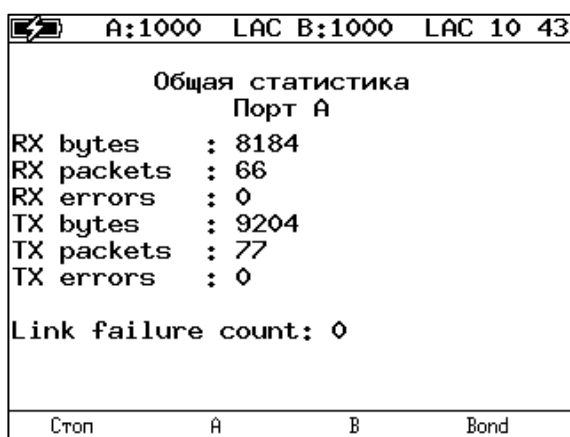 A:1000 LAC B:1000 LAC 10 43
Общая статистика
Порт A
RX bytes : 8184
RX packets : 66
RX errors : 0
TX bytes : 9204
TX packets : 77
TX errors : 0
Link failure count: 0
Стоп A B Bond